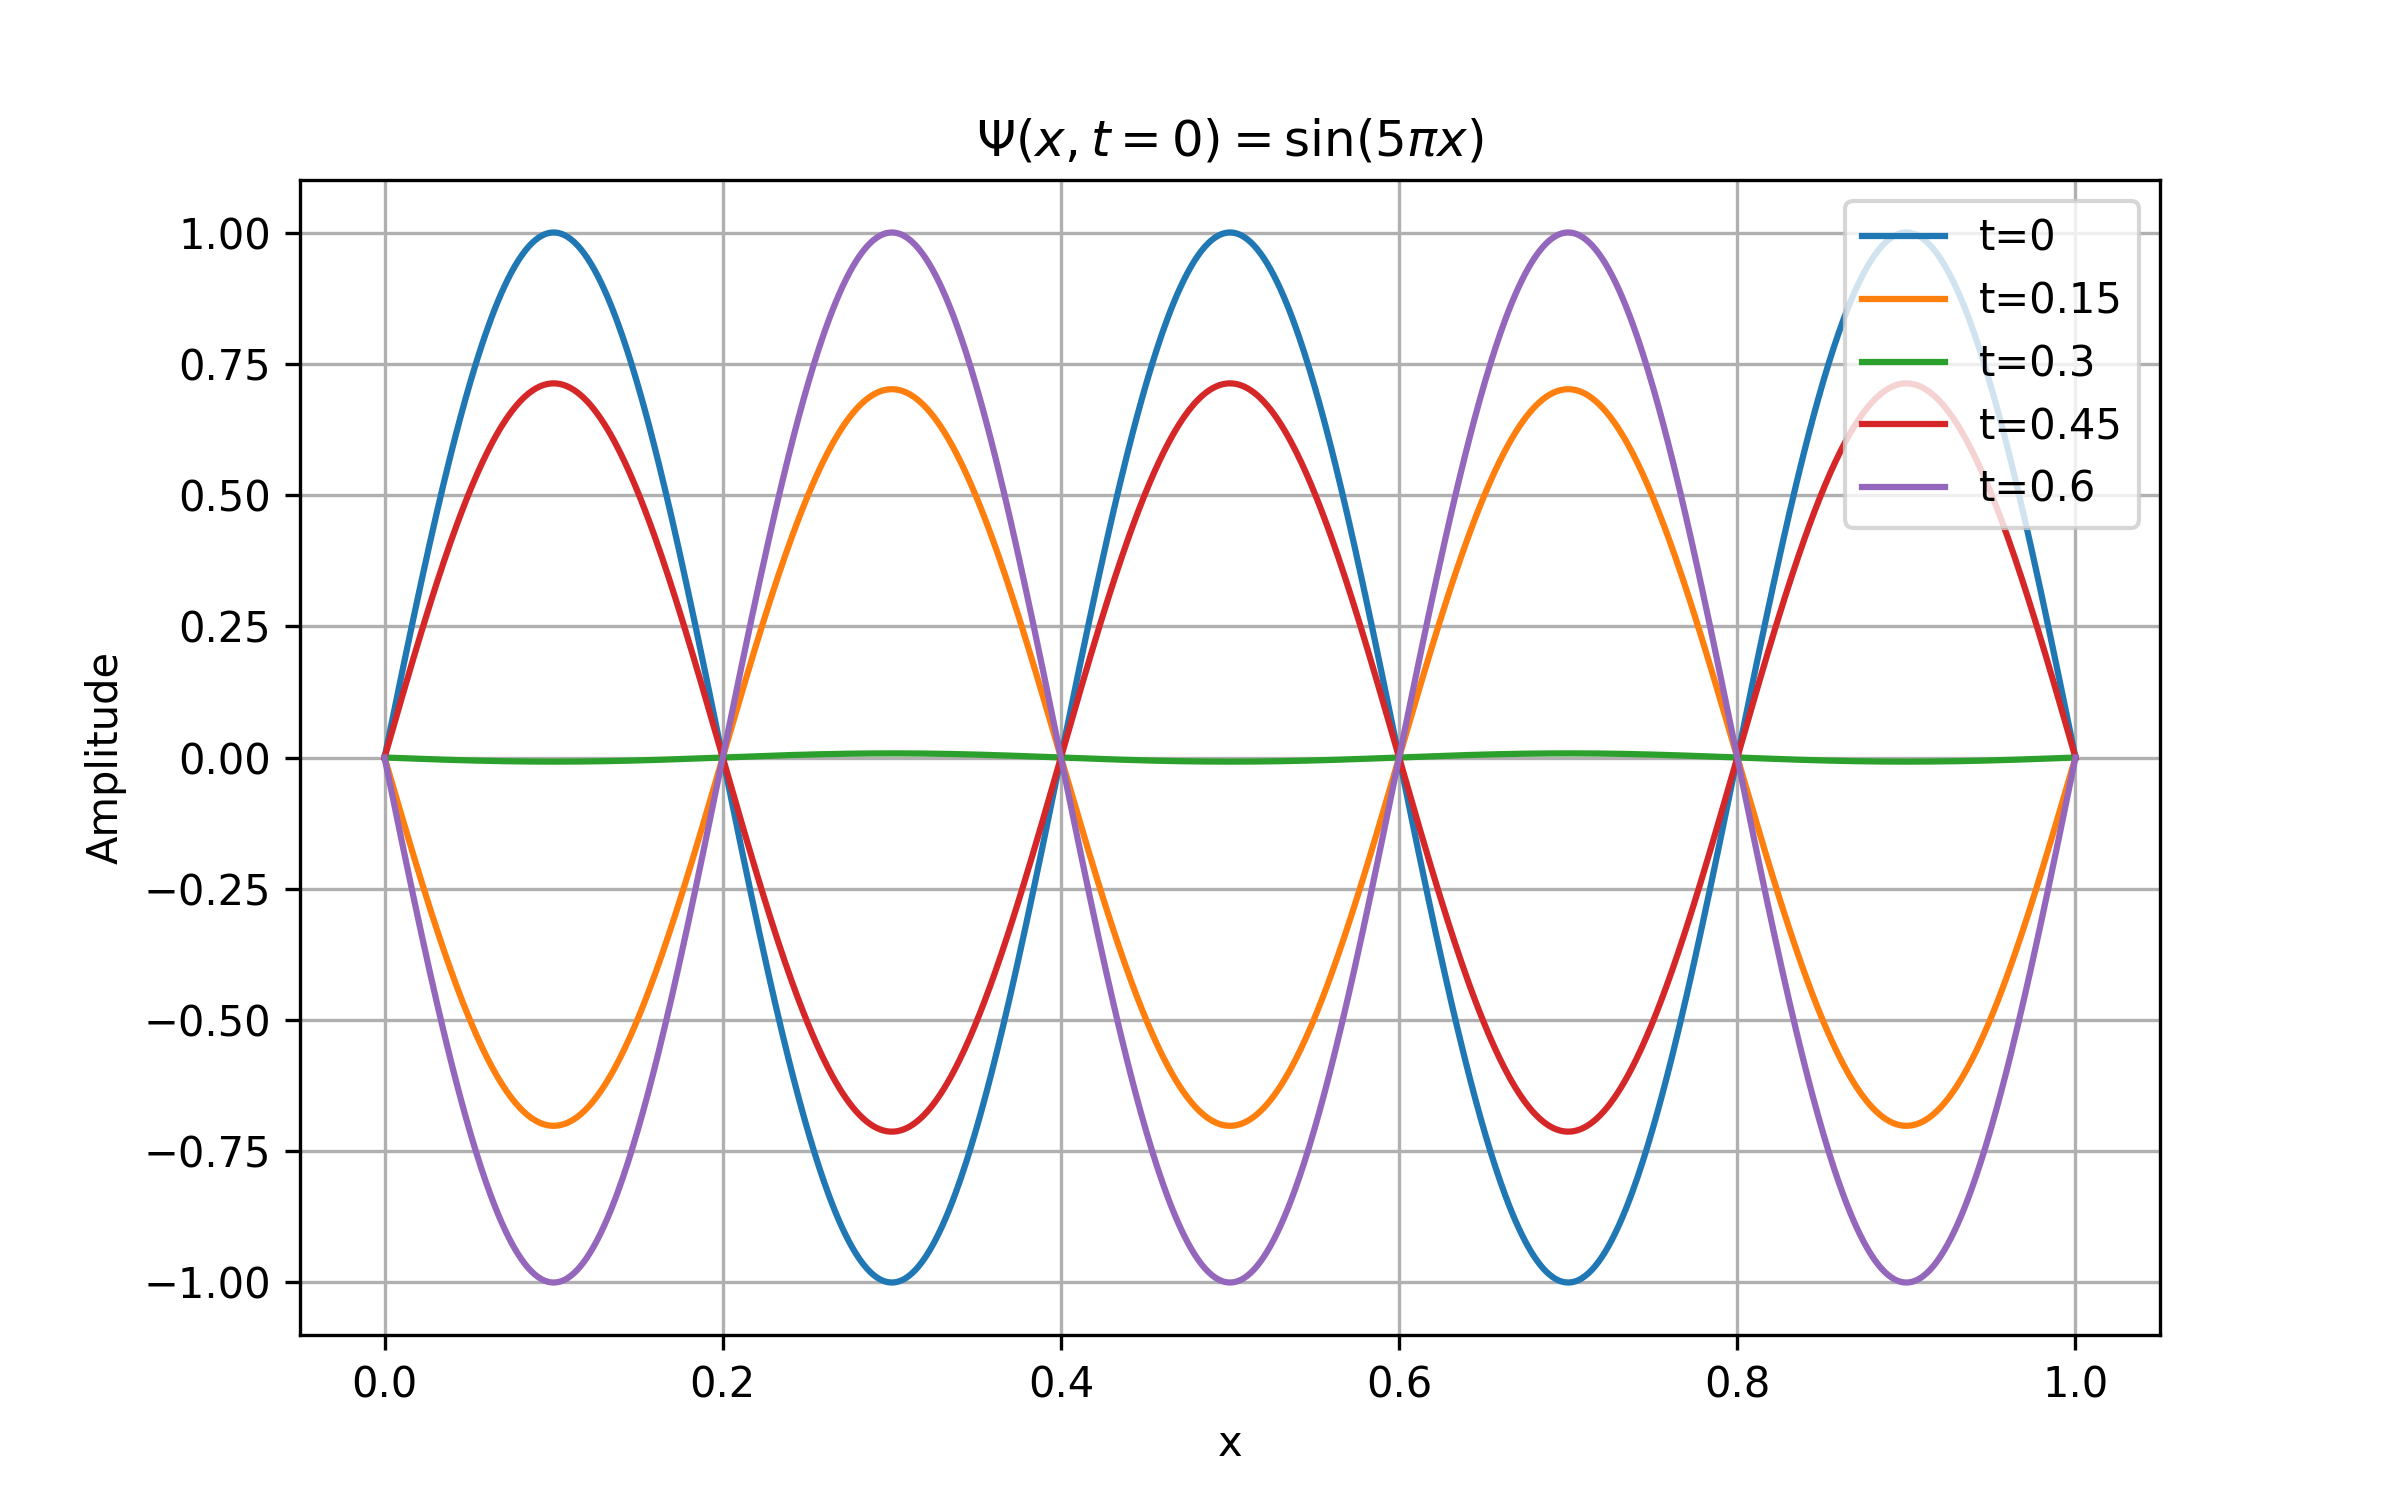 Ψ(x, t = 0) = sin(5πx)
1.00
0.75
0.50
0.25
0.00
−0.25
−0.50
−0.75
−1.00
Amplitude
t=0
t=0.15
t=0.3
t=0.45
t=0.6
0.0 0.2 0.4 0.6 0.8 1.0
x